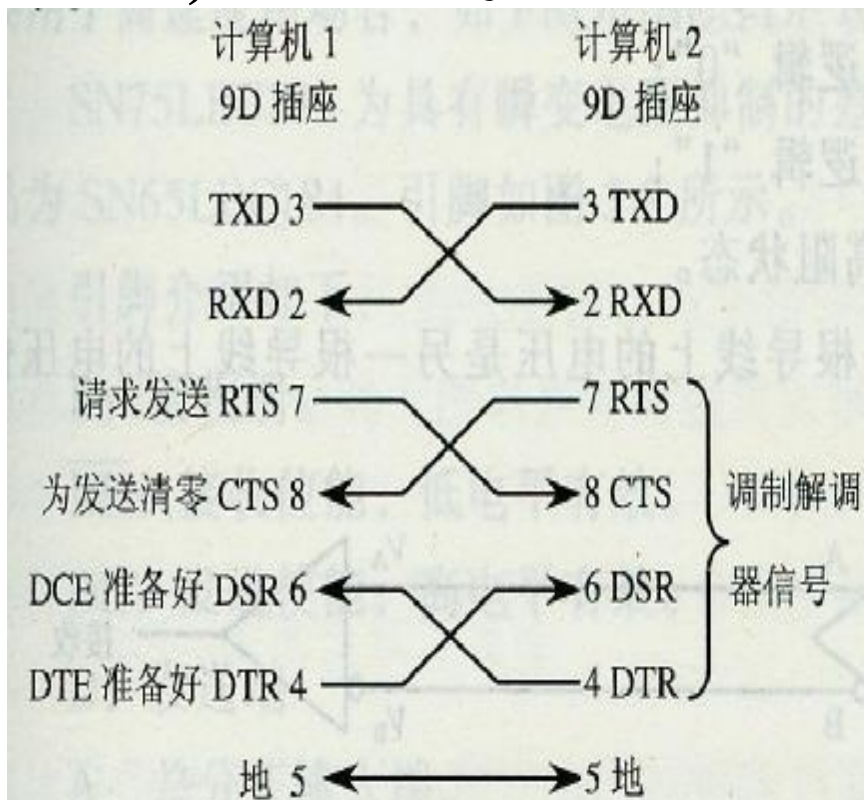 计算机 1 计算机 2
9D 插座 9D 插座
TXD 3 3 TXD
RXD 2 2 RXD
请求发送 RTS 7 7 RTS
为发送清零 CTS 8 8 CTS
调制解调
器信号
DCE 准备好 DSR 6 6 DSR
DTE 准备好 DTR 4 4 DTR
地 5 5 地